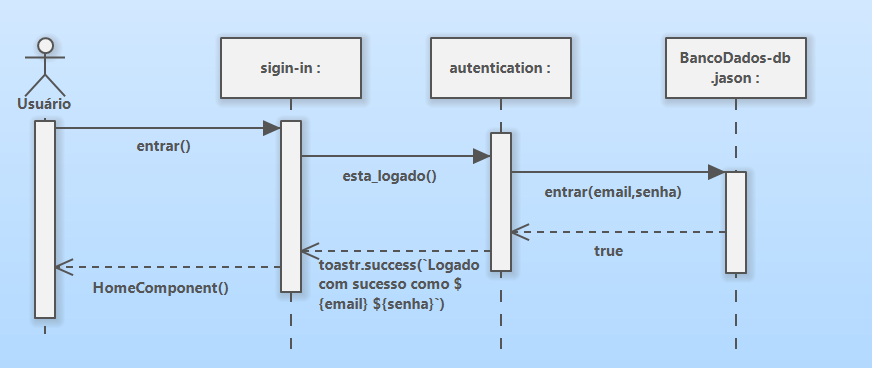 sigin-in :
autentication :
BancoDados-db
.jason :
Usuário
entrar()
esta_logado()
entrar(email,senha)
true
toastr.success(`Logado
com sucesso como $
{email} ${senha}`)
HomeComponent()